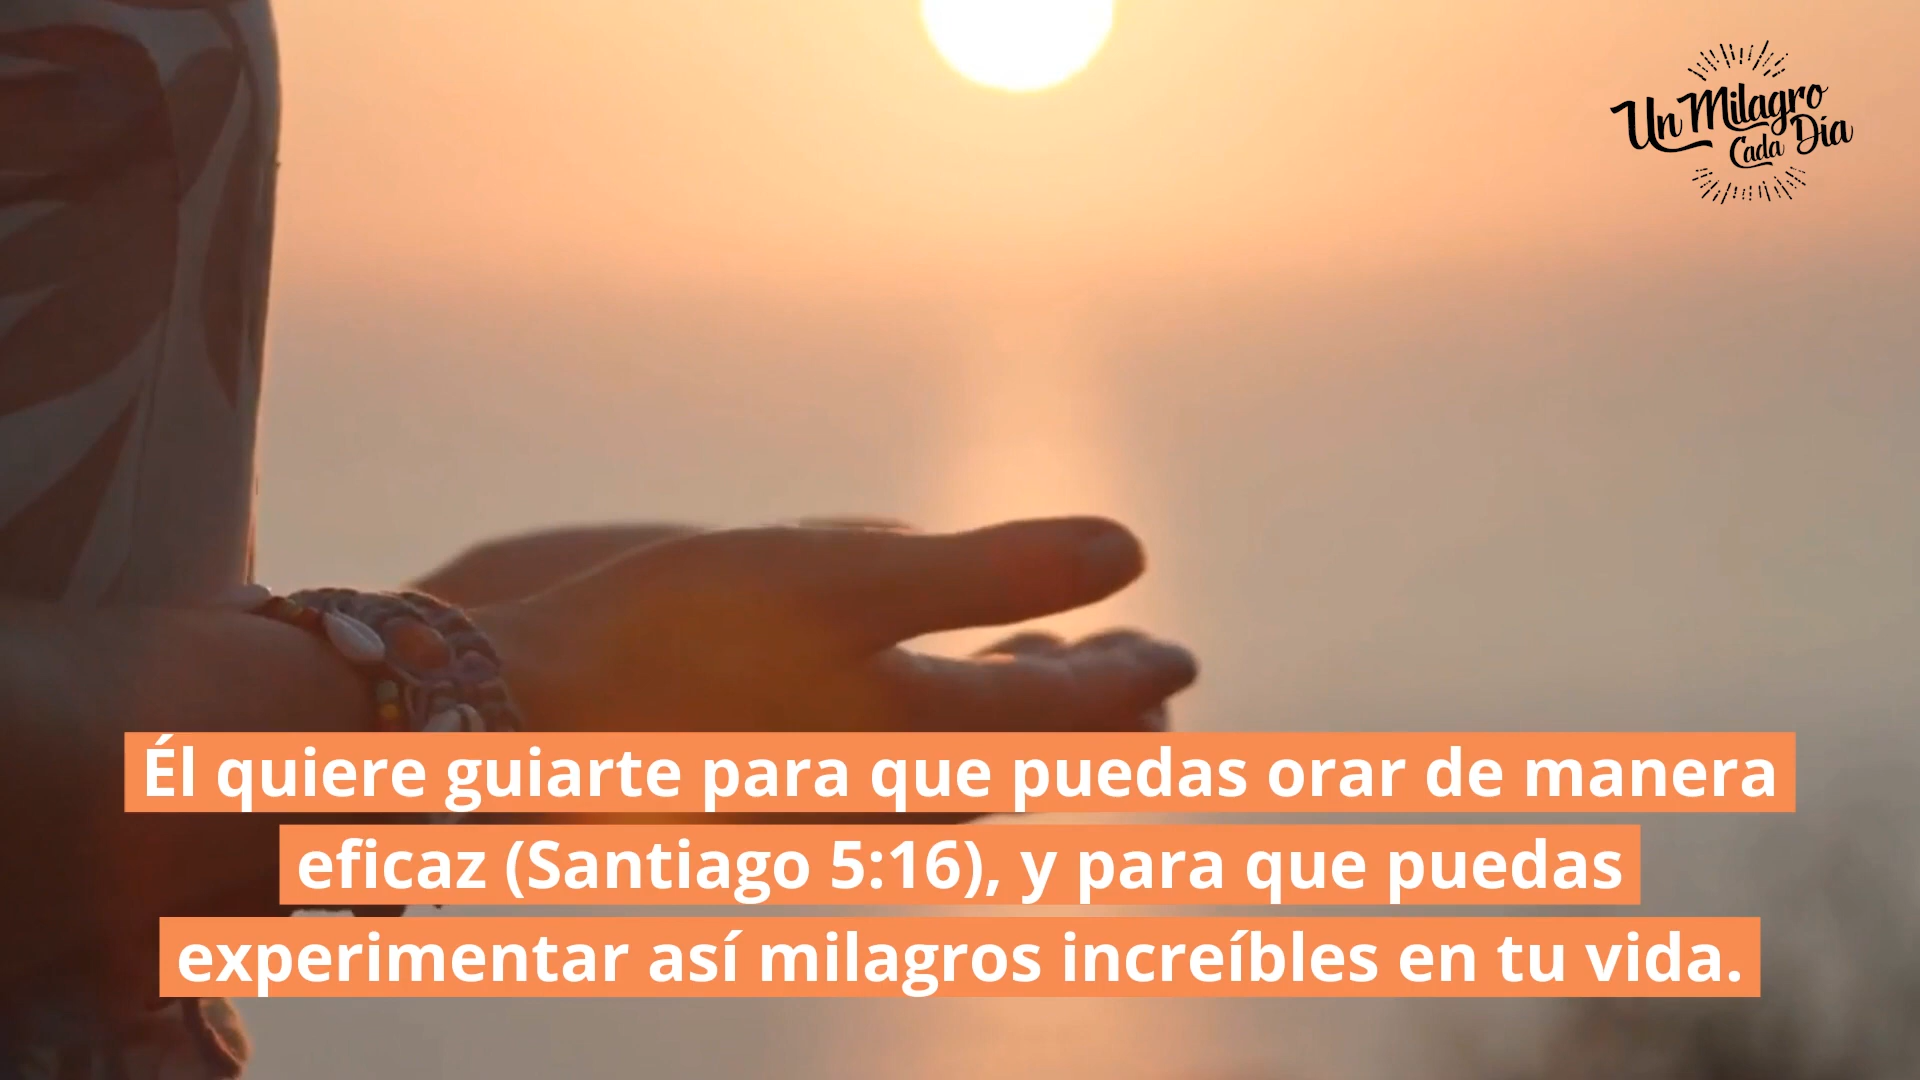 Un Milagro
Cada Día
Él quiere guiarte para que puedas orar de manera
eficaz (Santiago 5:16), y para que puedas
experimentar así milagros increíbles en tu vida.